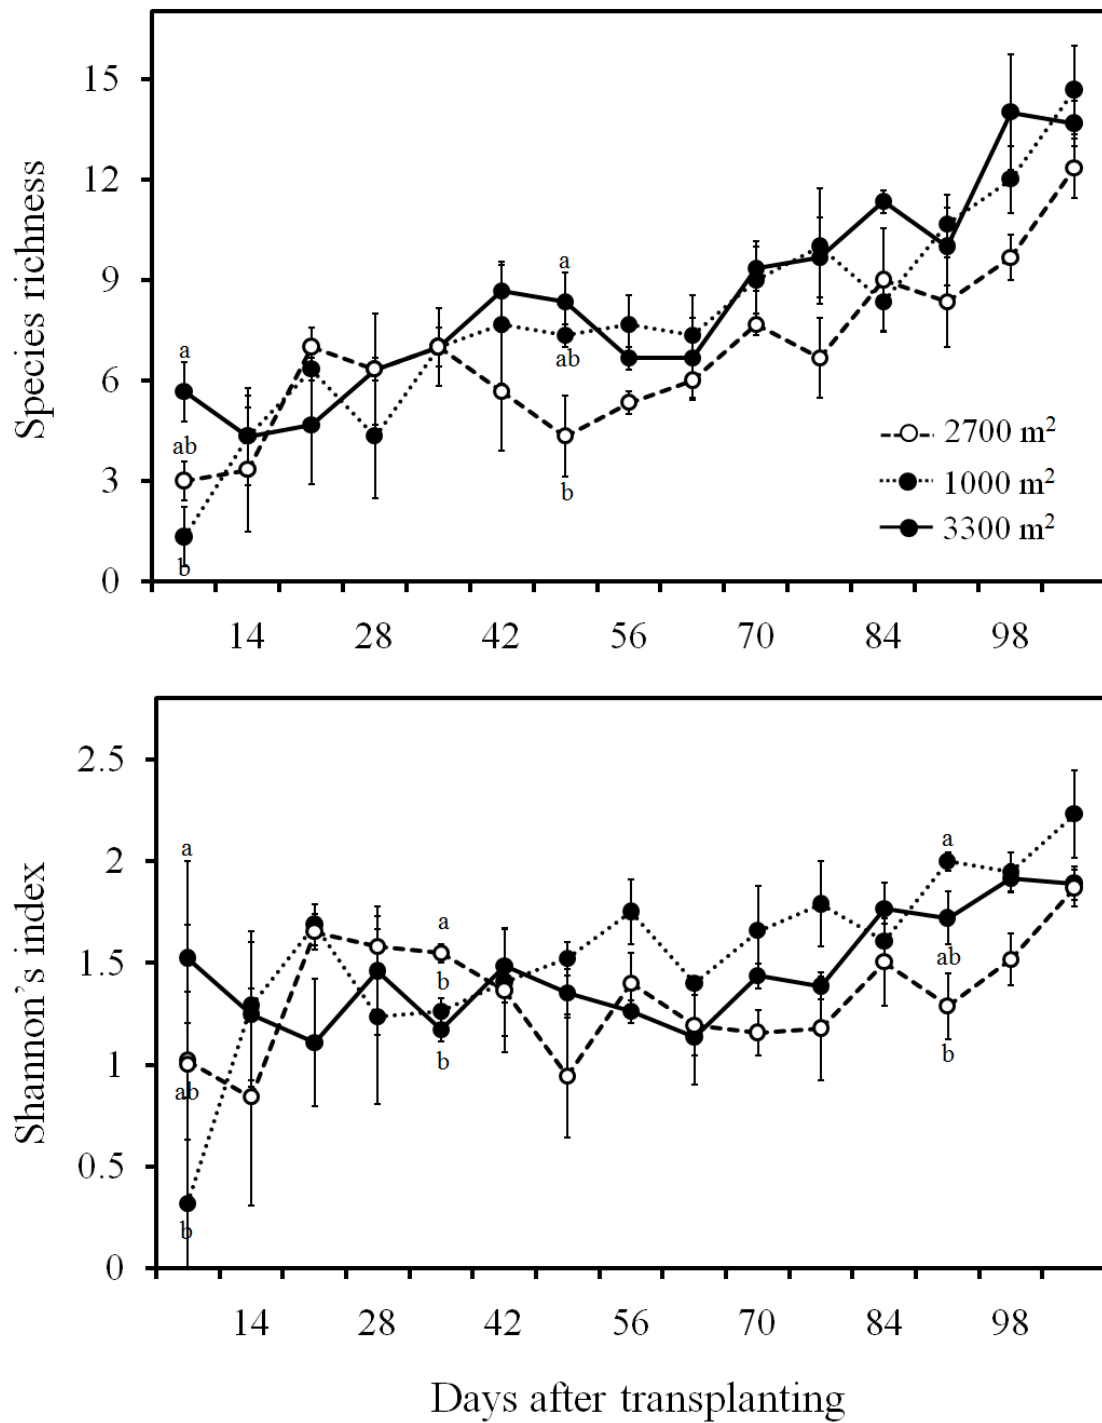 Species richness
15
12
9
6
3
0
a
ab
b
a
ab
b
2700 m²
1000 m²
3300 m²
14 28 42 56 70 84 98
Shannon’s index
2.5
2
1.5
1
0.5
0
a
ab
b
a
b
b
a
ab
b
14 28 42 56 70 84 98
Days after transplanting